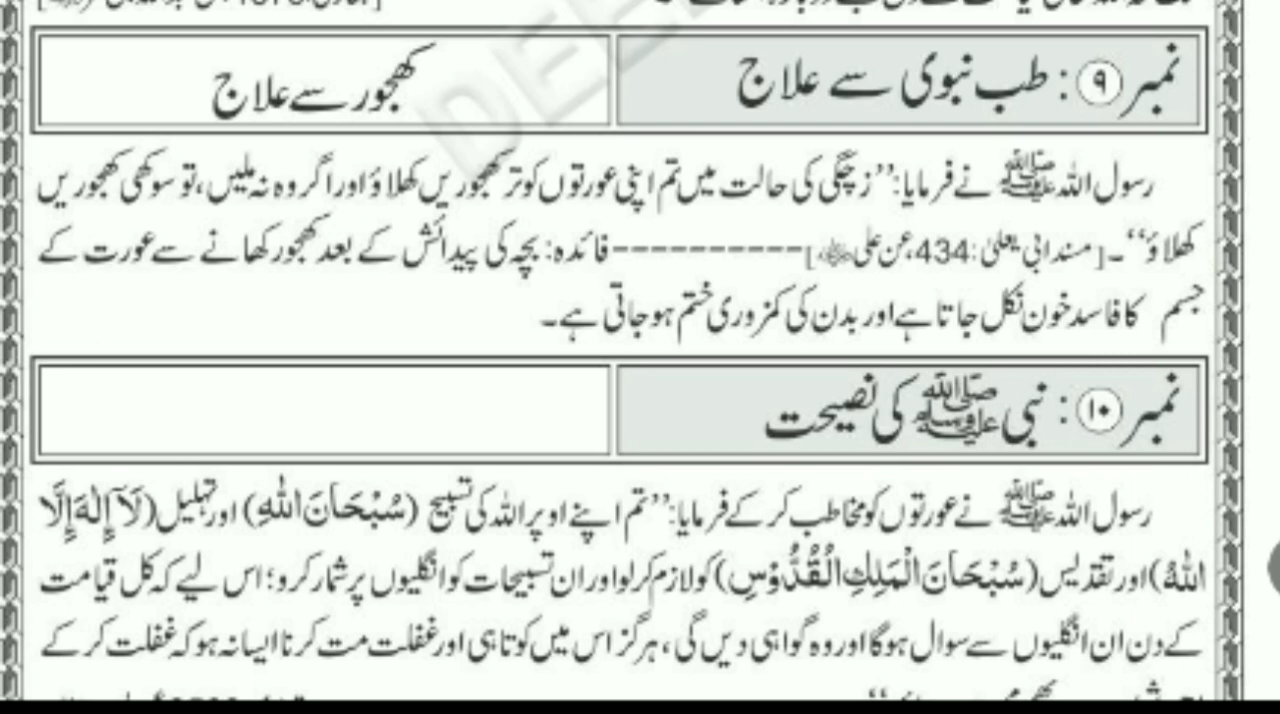 نمبر ۹ : طب نبوی سے علاج
کھجور سے علاج
رسول اللہ ﷺ نے فرمایا: ’’زچگی کی حالت میں تم اپنی عورتوں کو تر کھجوریں کھلاؤ اور اگر وہ نہ ملیں، تو سوکھی کھجوریں
کھلاؤ‘‘۔ [مسند ابی یعلیٰ: 434، عن علی ؓ] ----------- فائدہ: بچہ کی پیدائش کے بعد کھجور کھانے سے عورت کے
جسم کا فاسد خون نکل جاتا ہے اور بدن کی کمزوری ختم ہو جاتی ہے۔
نمبر ۱۰ : نبی ﷺ کی نصیحت
رسول اللہ ﷺ نے عورتوں کو مخاطب کر کے فرمایا: ’’تم اپنے اوپر اللہ کی تسبیح (سُبْحَانَ اللهِ) اور تہلیل (لَآ إِلٰهَ إِلَّا
اللهُ) اور تقدیس (سُبْحَانَ الْمَلِكِ الْقُدُّوْسِ) کو لازم کر لو اور ان تسبیحات کو انگلیوں پر شمار کرو؛ اس لیے کہ کل قیامت
کے دن ان انگلیوں سے سوال ہوگا اور وہ گواہی دیں گی، ہرگز اس میں کوتاہی اور غفلت مت کرنا ایسا نہ ہو کہ غفلت کر کے